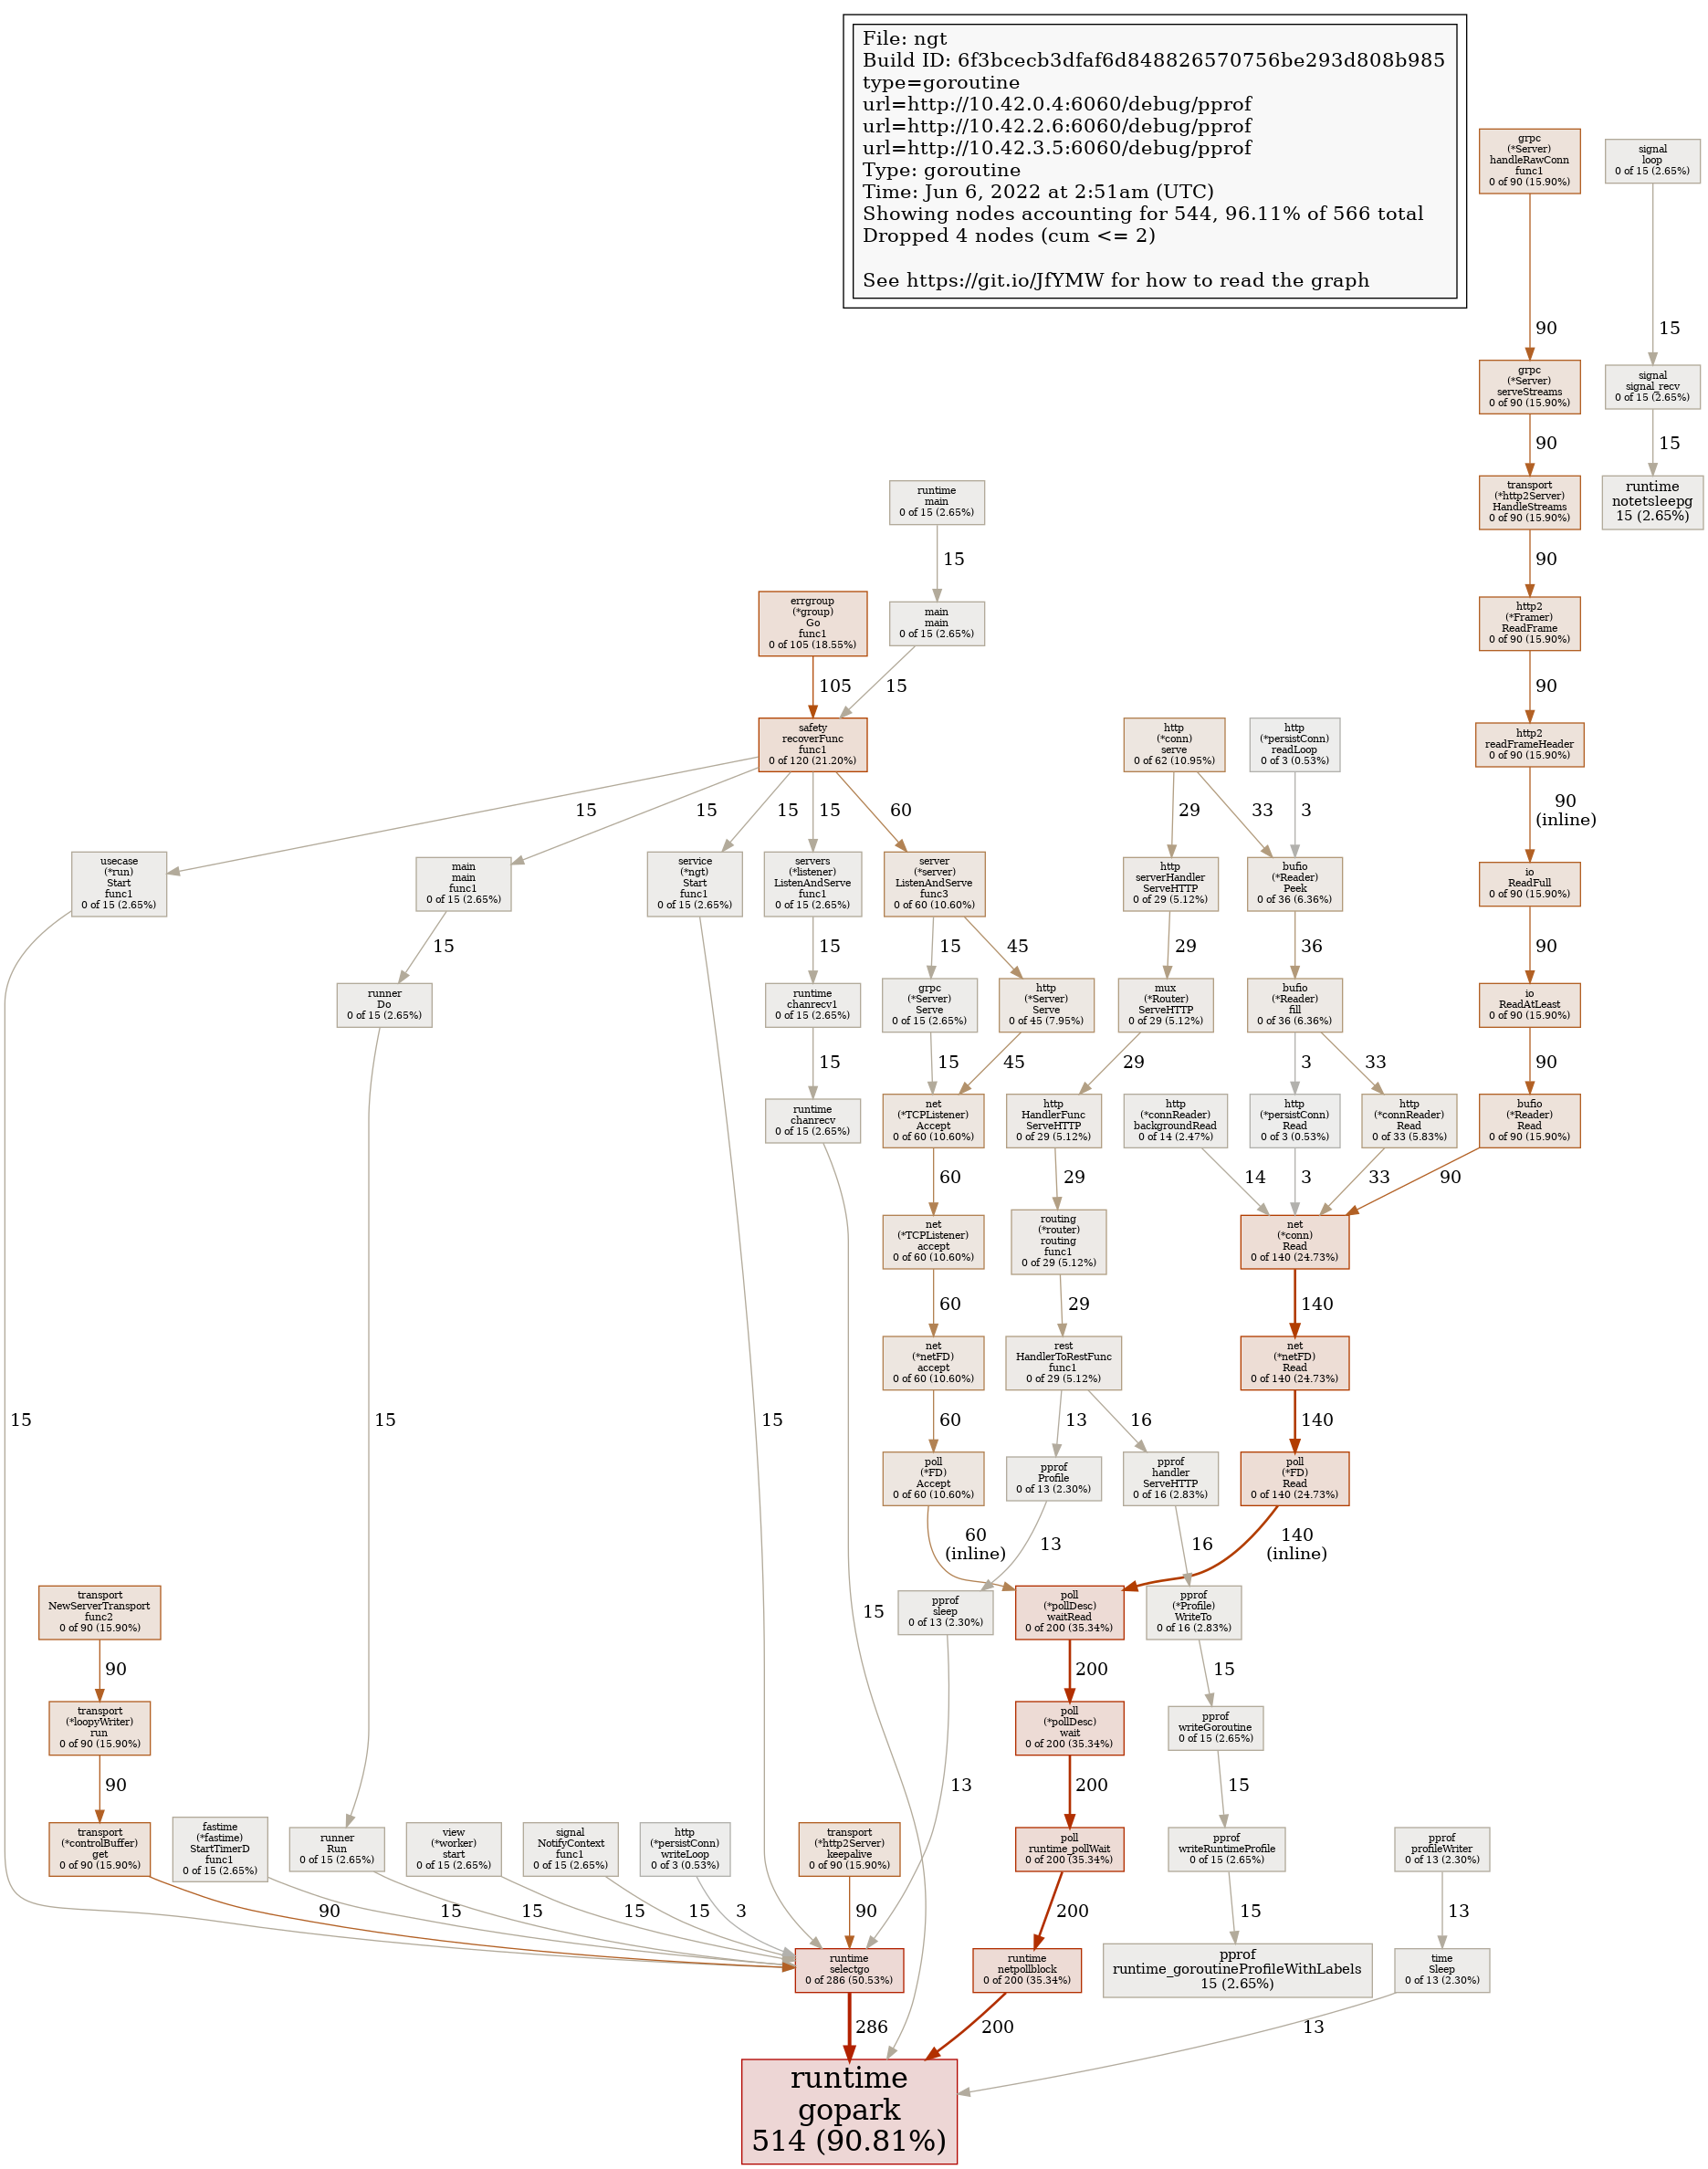 File: ngt
Build ID: 6f3bcecb3dfaf6d848826570756be293d808b985
type=goroutine
url=http://10.42.0.4:6060/debug/pprof
url=http://10.42.2.6:6060/debug/pprof
url=http://10.42.3.5:6060/debug/pprof
Type: goroutine
Time: Jun 6, 2022 at 2:51am (UTC)
Showing nodes accounting for 544, 96.11% of 566 total
Dropped 4 nodes (cum <= 2)
See https://git.io/JfYMW for how to read the graph
grpc
(*Server)
handleRawConn
func1
0 of 90 (15.90%)
signal
loop
0 of 15 (2.65%)
90
15
grpc
(*Server)
serveStreams
0 of 90 (15.90%)
signal
signal_recv
0 of 15 (2.65%)
90
15
runtime
main
0 of 15 (2.65%)
transport
(*http2Server)
HandleStreams
0 of 90 (15.90%)
runtime
notetsleepg
15 (2.65%)
15
90
errgroup
(*group)
Go
func1
0 of 105 (18.55%)
main
main
0 of 15 (2.65%)
http2
(*Framer)
ReadFrame
0 of 90 (15.90%)
105
15
90
safety
recoverFunc
func1
0 of 120 (21.20%)
http
(*conn)
serve
0 of 62 (10.95%)
http
(*persistConn)
readLoop
0 of 3 (0.53%)
http2
readFrameHeader
0 of 90 (15.90%)
15
15
15
15
60
29
33
3
90
(inline)
usecase
(*run)
Start
func1
0 of 15 (2.65%)
main
main
func1
0 of 15 (2.65%)
service
(*ngt)
Start
func1
0 of 15 (2.65%)
servers
(*listener)
ListenAndServe
func1
0 of 15 (2.65%)
server
(*server)
ListenAndServe
func3
0 of 60 (10.60%)
http
serverHandler
ServeHTTP
0 of 29 (5.12%)
bufio
(*Reader)
Peek
0 of 36 (6.36%)
io
ReadFull
0 of 90 (15.90%)
15
15
15
45
29
36
90
runner
Do
0 of 15 (2.65%)
runtime
chanrecv1
0 of 15 (2.65%)
grpc
(*Server)
Serve
0 of 15 (2.65%)
http
(*Server)
Serve
0 of 45 (7.95%)
mux
(*Router)
ServeHTTP
0 of 29 (5.12%)
bufio
(*Reader)
fill
0 of 36 (6.36%)
io
ReadAtLeast
0 of 90 (15.90%)
15
15
45
29
3
33
90
runtime
chanrecv
0 of 15 (2.65%)
net
(*TCPListener)
Accept
0 of 60 (10.60%)
http
HandlerFunc
ServeHTTP
0 of 29 (5.12%)
http
(*connReader)
backgroundRead
0 of 14 (2.47%)
http
(*persistConn)
Read
0 of 3 (0.53%)
http
(*connReader)
Read
0 of 33 (5.83%)
bufio
(*Reader)
Read
0 of 90 (15.90%)
60
29
14
3
33
90
net
(*TCPListener)
accept
0 of 60 (10.60%)
routing
(*router)
routing
func1
0 of 29 (5.12%)
net
(*conn)
Read
0 of 140 (24.73%)
60
29
140
net
(*netFD)
accept
0 of 60 (10.60%)
rest
HandlerToRestFunc
func1
0 of 29 (5.12%)
net
(*netFD)
Read
0 of 140 (24.73%)
15
15
15
60
13
16
140
poll
(*FD)
Accept
0 of 60 (10.60%)
pprof
Profile
0 of 13 (2.30%)
pprof
handler
ServeHTTP
0 of 16 (2.83%)
poll
(*FD)
Read
0 of 140 (24.73%)
60
(inline)
13
16
140
(inline)
transport
NewServerTransport
func2
0 of 90 (15.90%)
pprof
sleep
0 of 13 (2.30%)
poll
(*pollDesc)
waitRead
0 of 200 (35.34%)
pprof
(*Profile)
WriteTo
0 of 16 (2.83%)
15
90
200
15
transport
(*loopyWriter)
run
0 of 90 (15.90%)
poll
(*pollDesc)
wait
0 of 200 (35.34%)
pprof
writeGoroutine
0 of 15 (2.65%)
90
13
200
15
transport
(*controlBuffer)
get
0 of 90 (15.90%)
fastime
(*fastime)
StartTimerD
func1
0 of 15 (2.65%)
runner
Run
0 of 15 (2.65%)
view
(*worker)
start
0 of 15 (2.65%)
signal
NotifyContext
func1
0 of 15 (2.65%)
http
(*persistConn)
writeLoop
0 of 3 (0.53%)
transport
(*http2Server)
keepalive
0 of 90 (15.90%)
poll
runtime_pollWait
0 of 200 (35.34%)
pprof
writeRuntimeProfile
0 of 15 (2.65%)
pprof
profileWriter
0 of 13 (2.30%)
90
15
15
15
15
3
90
200
15
13
runtime
selectgo
0 of 286 (50.53%)
runtime
netpollblock
0 of 200 (35.34%)
pprof
runtime_goroutineProfileWithLabels
15 (2.65%)
time
Sleep
0 of 13 (2.30%)
286
200
13
runtime
gopark
514 (90.81%)